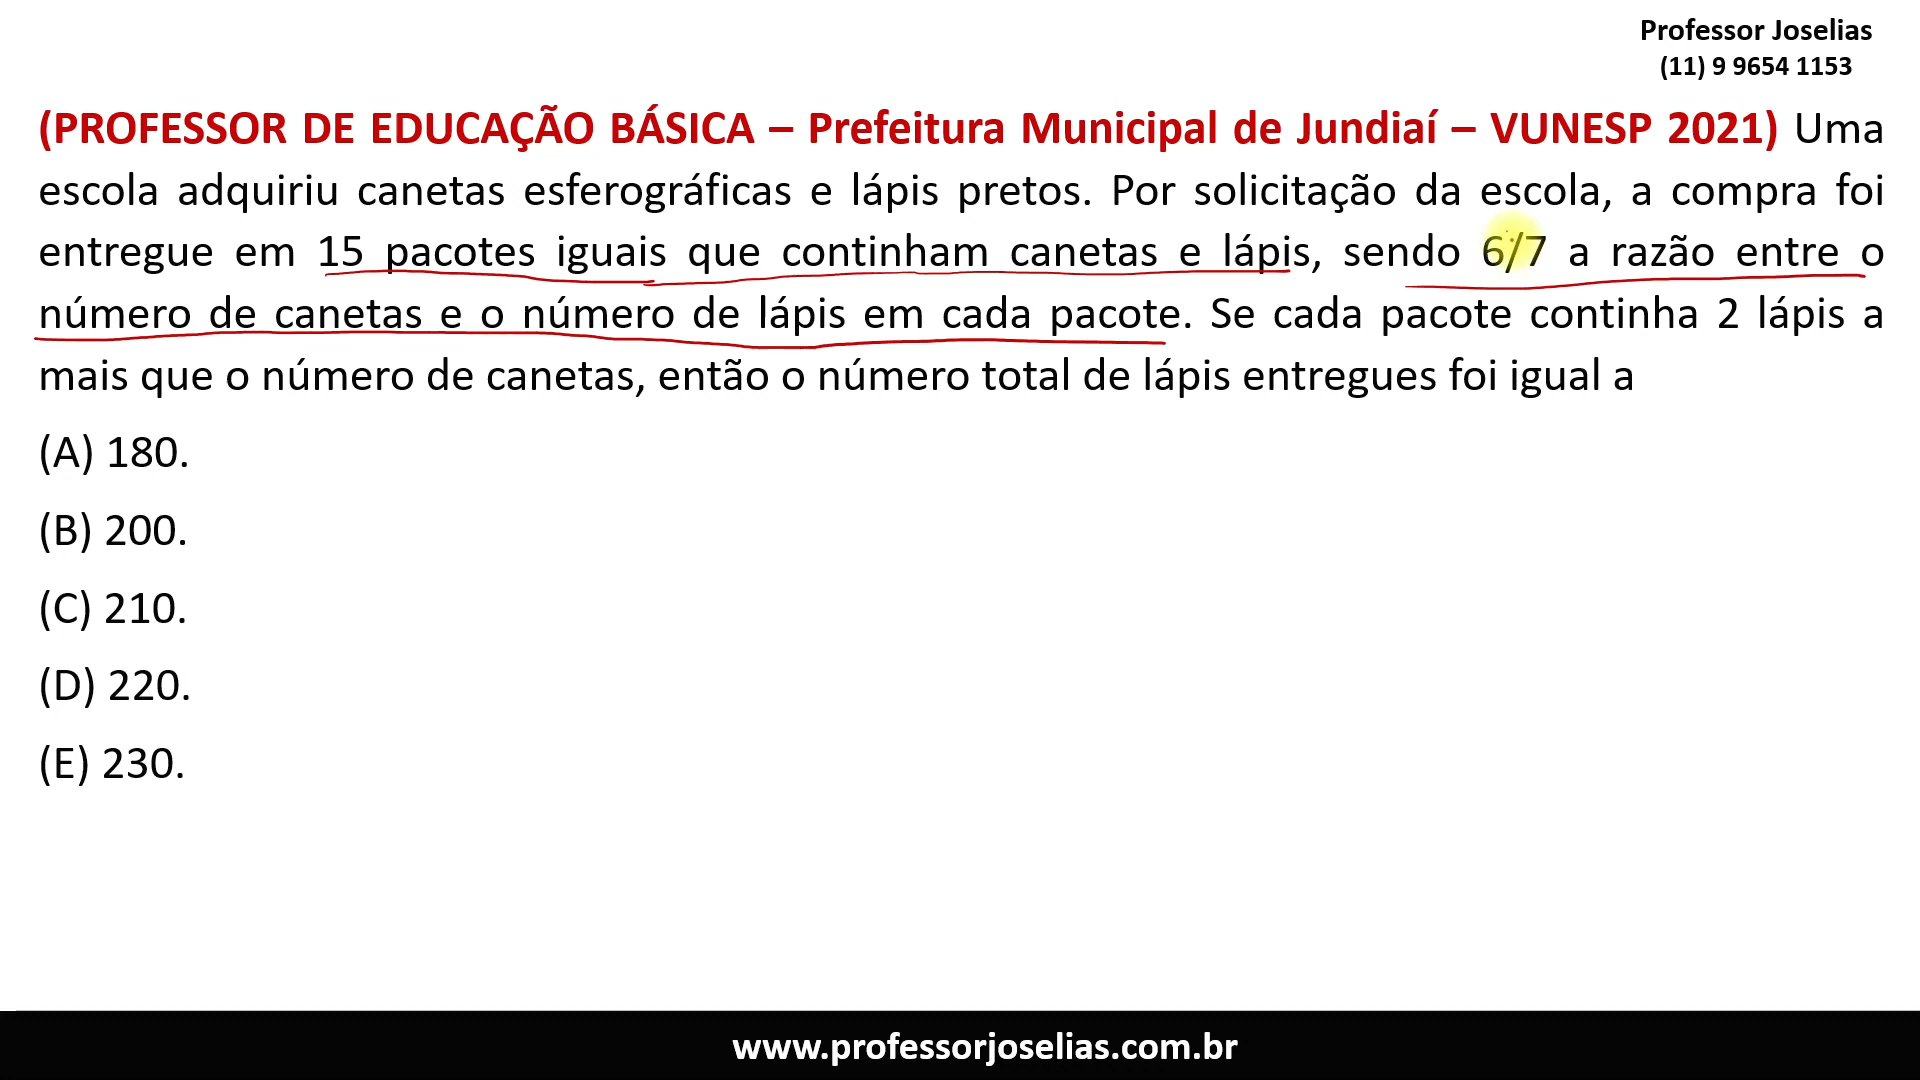 Professor Joselias
(11) 9 9654 1153
(PROFESSOR DE EDUCAÇÃO BÁSICA – Prefeitura Municipal de Jundiaí – VUNESP 2021) Uma
escola adquiriu canetas esferográficas e lápis pretos. Por solicitação da escola, a compra foi
entregue em 15 pacotes iguais que continham canetas e lápis, sendo 6/7 a razão entre o
número de canetas e o número de lápis em cada pacote. Se cada pacote continha 2 lápis a
mais que o número de canetas, então o número total de lápis entregues foi igual a
(A) 180.
(B) 200.
(C) 210.
(D) 220.
(E) 230.
www.professorjoselias.com.br